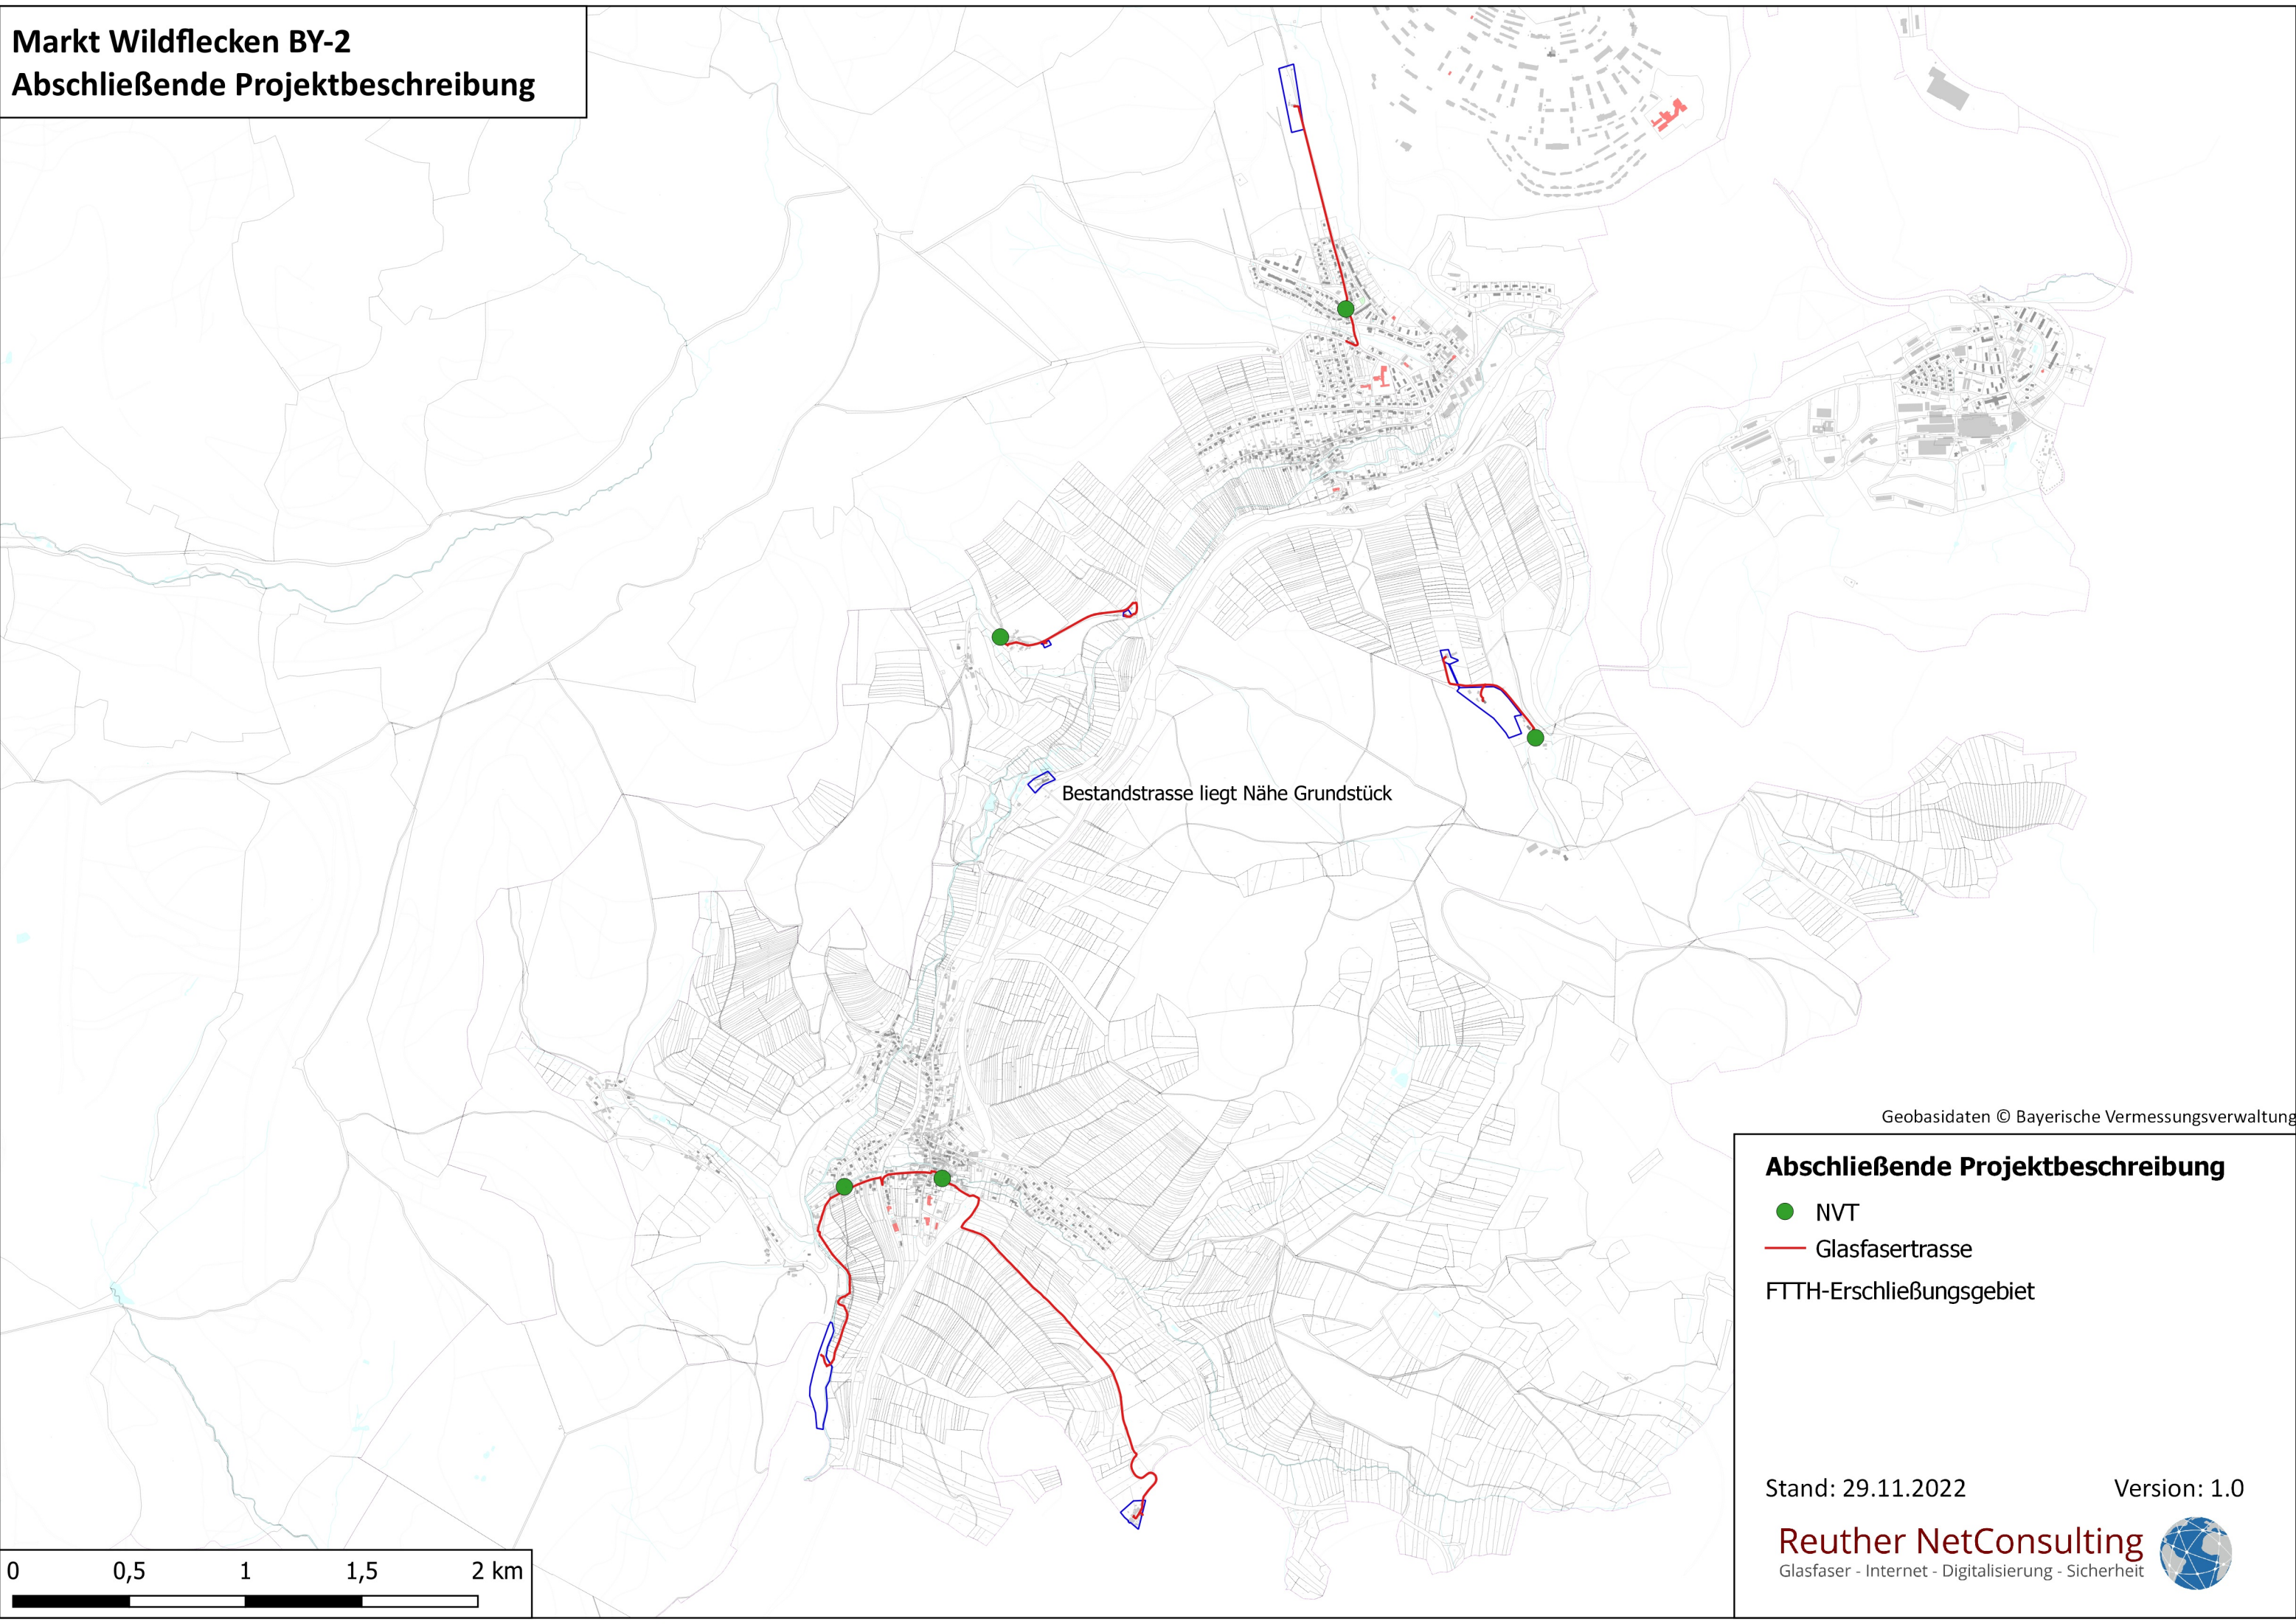 Markt Wildflecken BY-2
Abschließende Projektbeschreibung
Bestandstrasse liegt Nähe Grundstück
Geobasidaten © Bayerische Vermessungsverwaltung
Abschließende Projektbeschreibung
NVT
Glasfasertrasse
FTTH-Erschließungsgebiet
Stand: 29.11.2022 Version: 1.0
Reuther NetConsulting
Glasfaser - Internet - Digitalisierung - Sicherheit
0 0,5 1 1,5 2 km